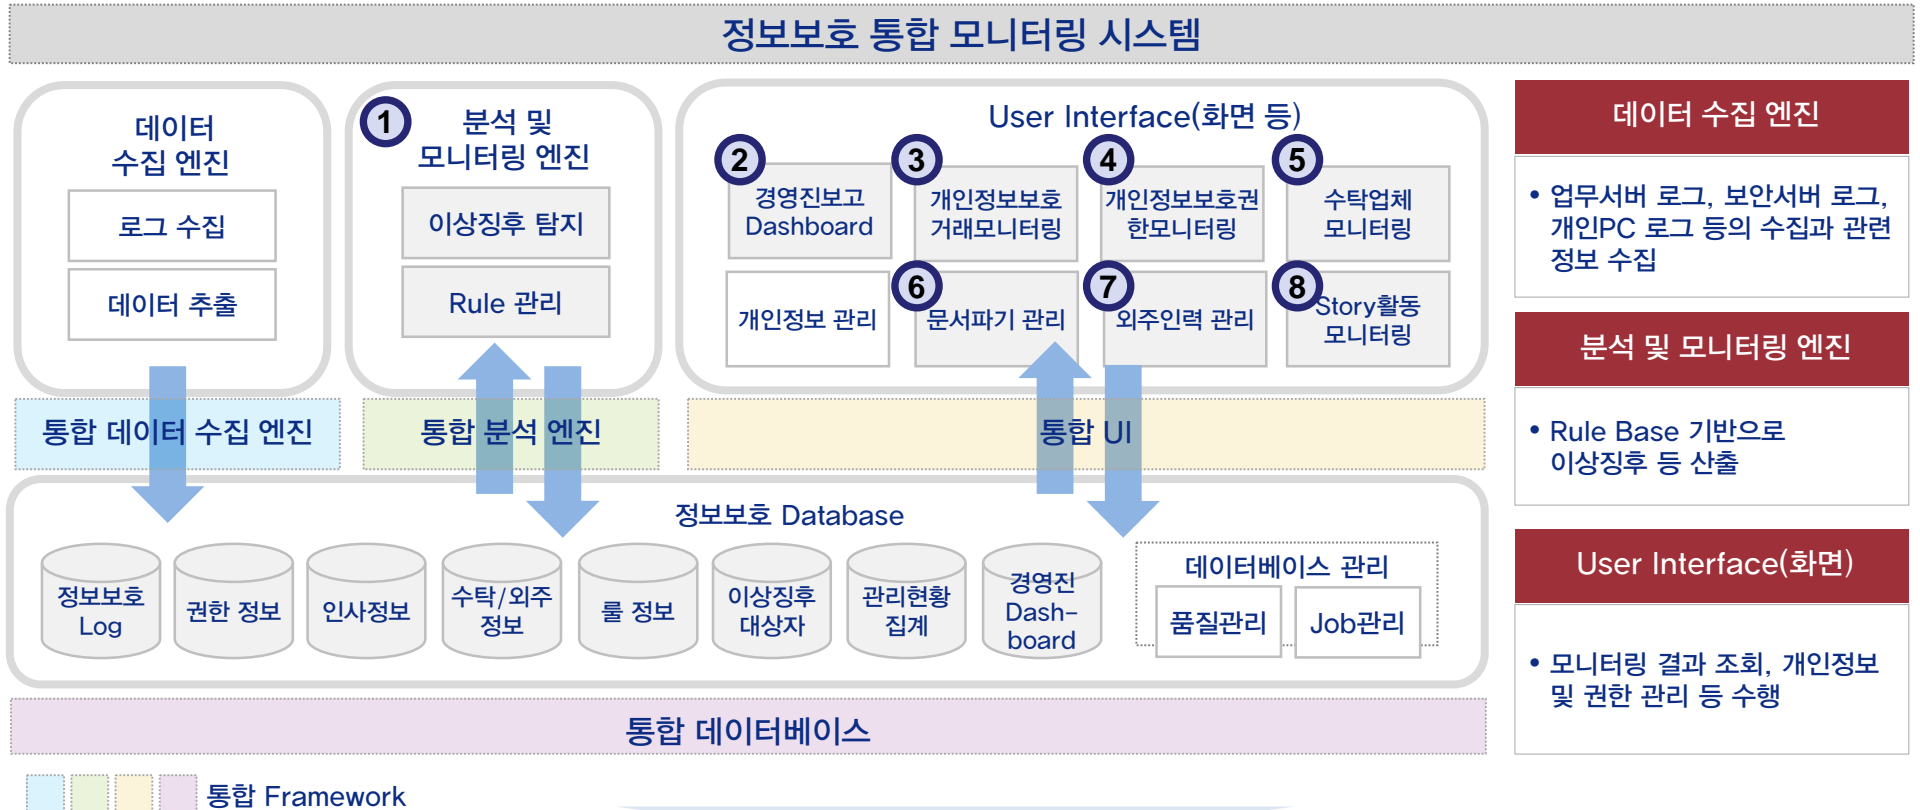 정보보호 통합 모니터링 시스템
데이터
수집 엔진
로그 수집
데이터 추출
1
분석 및
모니터링 엔진
이상징후 탐지
Rule 관리
User Interface(화면 등)
2
경영진보고
Dashboard
3
개인정보보호
거래모니터링
4
개인정보보호권
한모니터링
5
수탁업체
모니터링
개인정보 관리
6
문서파기 관리
7
외주인력 관리
8
Story활동
모니터링
통합 데이터 수집 엔진
통합 분석 엔진
통합 UI
정보보호 Database
정보보호
Log
권한 정보
인사정보
수탁/외주
정보
룰 정보
이상징후
대상자
관리현황
집계
경영진
Dash-
board
데이터베이스 관리
품질관리
Job관리
통합 데이터베이스
통합 Framework
데이터 수집 엔진
• 업무서버 로그, 보안서버 로그,
개인PC 로그 등의 수집과 관련
정보 수집
분석 및 모니터링 엔진
• Rule Base 기반으로
이상징후 등 산출
User Interface(화면)
• 모니터링 결과 조회, 개인정보
및 권한 관리 등 수행